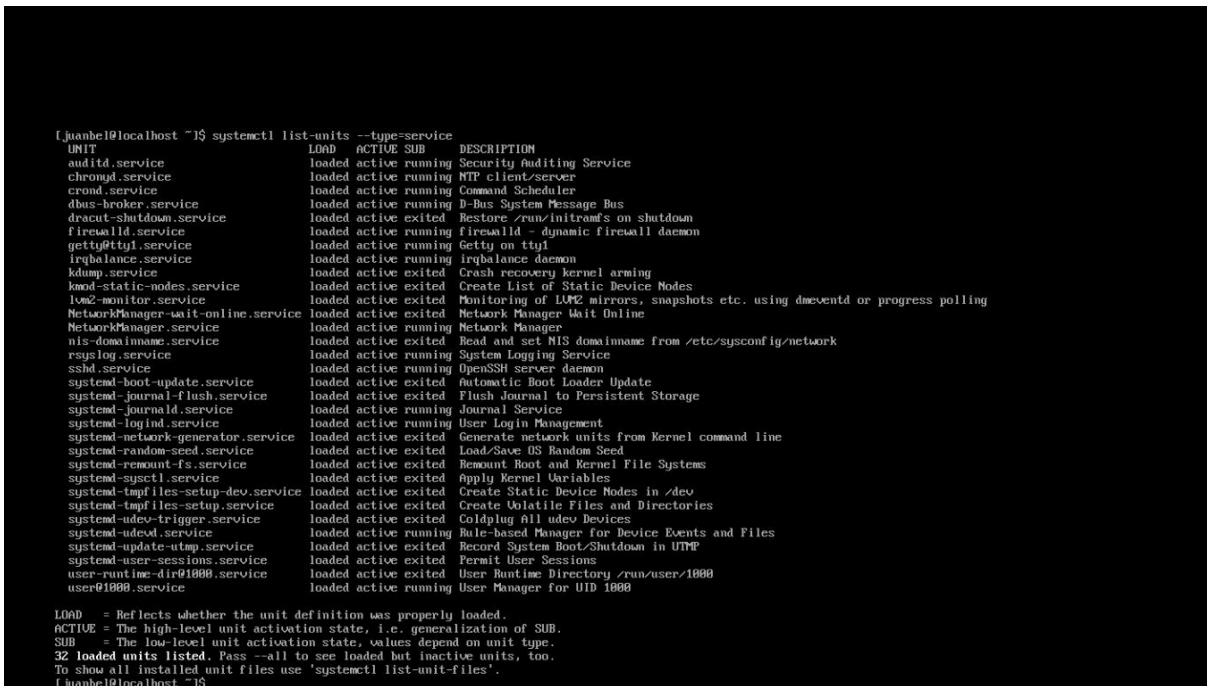 [juanbel@localhost ~]$ systemctl list-units --type=service
UNIT LOAD ACTIVE SUB DESCRIPTION
auditd.service loaded active running Security Auditing Service
chronyd.service loaded active running NTP client/server
crond.service loaded active running Command Scheduler
dbus-broker.service loaded active running D-Bus System Message Bus
dracut-shutdown.service loaded active exited Restore /run/initramfs on shutdown
firewalld.service loaded active running firewalld - dynamic firewall daemon
getty@tty1.service loaded active running Getty on tty1
irqbalance.service loaded active running irqbalance daemon
kdump.service loaded active exited Crash recovery kernel arming
kmod-static-nodes.service loaded active exited Create List of Static Device Nodes
lvm2-monitor.service loaded active exited Monitoring of LVM2 mirrors, snapshots etc. using dmeventd or progress polling
NetworkManager-wait-online.service loaded active exited Network Manager Wait Online
NetworkManager.service loaded active running Network Manager
nis-domainname.service loaded active exited Read and set NIS domainname from /etc/sysconfig/network
rsyslog.service loaded active running System Logging Service
sshd.service loaded active running OpenSSH server daemon
systemd-boot-update.service loaded active exited Automatic Boot Loader Update
systemd-journal-flush.service loaded active exited Flush Journal to Persistent Storage
systemd-journald.service loaded active running Journal Service
systemd-logind.service loaded active running User Login Management
systemd-network-generator.service loaded active exited Generate network units from Kernel command line
systemd-random-seed.service loaded active exited Load/Save OS Random Seed
systemd-remount-fs.service loaded active exited Remount Root and Kernel File Systems
systemd-sysctl.service loaded active exited Apply Kernel Variables
systemd-tmpfiles-setup-dev.service loaded active exited Create Static Device Nodes in /dev
systemd-tmpfiles-setup.service loaded active exited Create Volatile Files and Directories
systemd-udev-trigger.service loaded active exited Coldplug All udev Devices
systemd-udevd.service loaded active running Rule-based Manager for Device Events and Files
systemd-update-utmp.service loaded active exited Record System Boot/Shutdown in UTMP
systemd-user-sessions.service loaded active exited Permit User Sessions
user-runtime-dir@1000.service loaded active exited User Runtime Directory /run/user/1000
user@1000.service loaded active running User Manager for UID 1000
LOAD = Reflects whether the unit definition was properly loaded.
ACTIVE = The high-level unit activation state, i.e. generalization of SUB.
SUB = The low-level unit activation state, values depend on unit type.
32 loaded units listed. Pass --all to see loaded but inactive units, too.
To show all installed unit files use 'systemctl list-unit-files'.
[juanbel@localhost ~]$